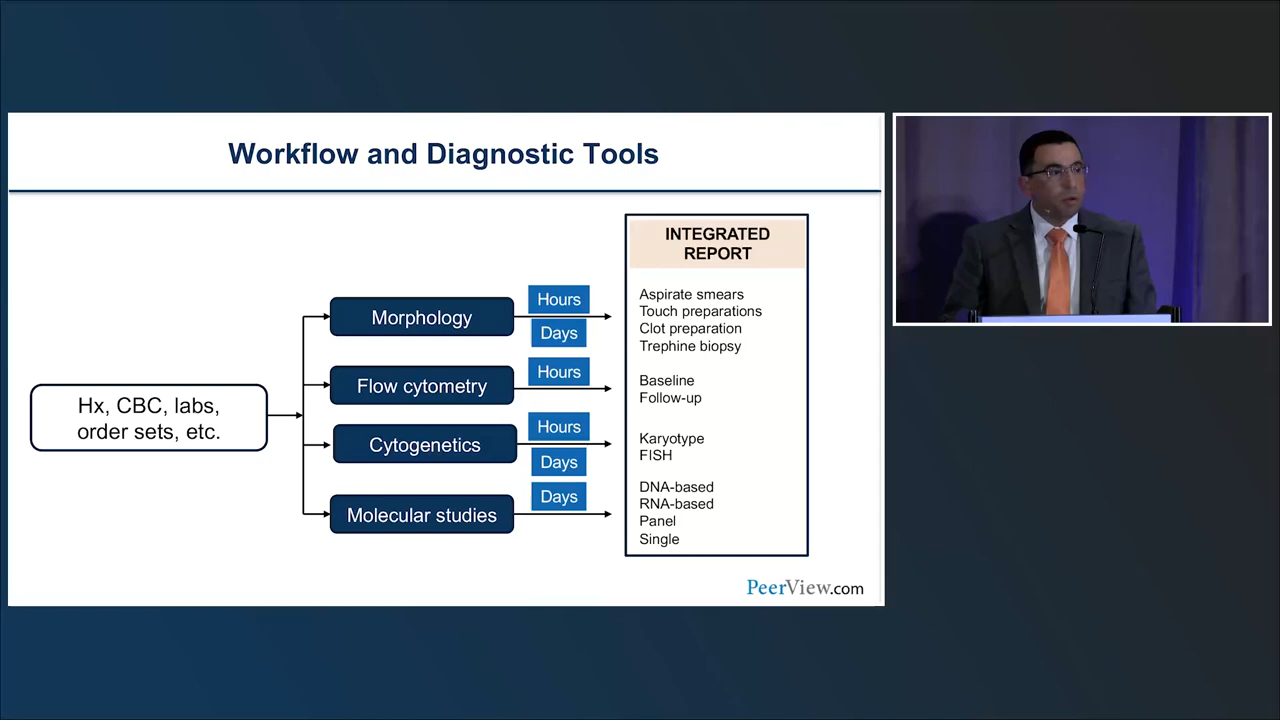 Workflow and Diagnostic Tools
Hx, CBC, labs,
order sets, etc.
Morphology
Hours
Days
Flow cytometry
Hours
Cytogenetics
Hours
Days
Molecular studies
Days
INTEGRATED
REPORT
Aspirate smears
Touch preparations
Clot preparation
Trephine biopsy
Baseline
Follow-up
Karyotype
FISH
DNA-based
RNA-based
Panel
Single
PeerView.com